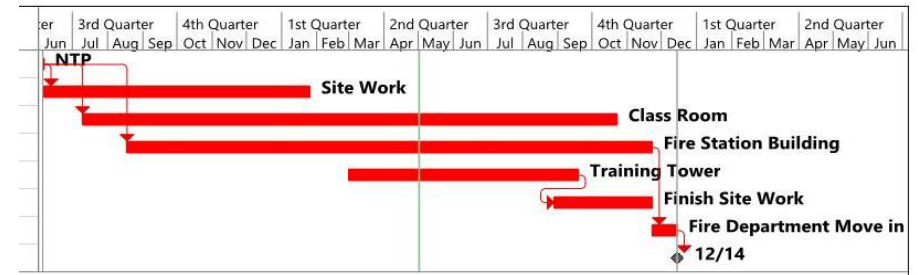 ter 3rd Quarter 4th Quarter 1st Quarter 2nd Quarter 3rd Quarter 4th Quarter 1st Quarter 2nd Quarter
Jun Jul Aug Sep Oct Nov Dec Jan Feb Mar Apr May Jun Jul Aug Sep Oct Nov Dec Jan Feb Mar Apr May Jun
NTP
Site Work
Class Room
Fire Station Building
Training Tower
Finish Site Work
Fire Department Move in
12/14